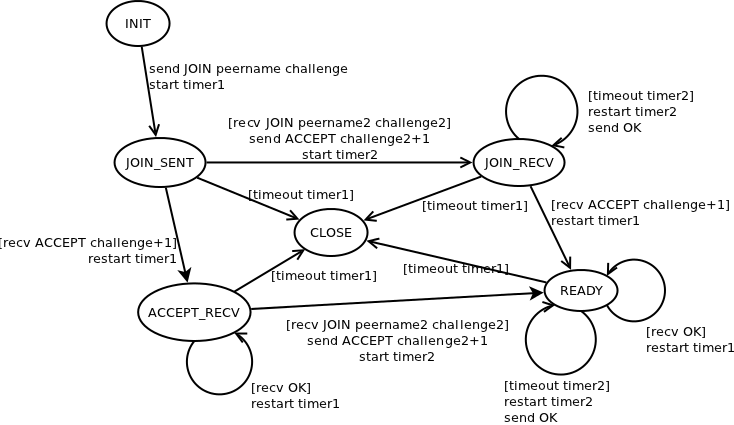 INIT
send JOIN peername challenge
start timer1
[timeout timer2]
restart timer2
send OK
[recv JOIN peername2 challenge2]
send ACCEPT challenge2+1
start timer2
JOIN_SENT
JOIN_RECV
[timeout timer1]
[timeout timer1]
[recv ACCEPT challenge+1]
restart timer1
CLOSE
[recv ACCEPT challenge+1]
restart timer1
[timeout timer1]
[timeout timer1]
READY
ACCEPT_RECV
[recv JOIN peername2 challenge2]
send ACCEPT challenge2+1
start timer2
[recv OK]
restart timer1
[recv OK]
restart timer1
[timeout timer2]
restart timer2
send OK